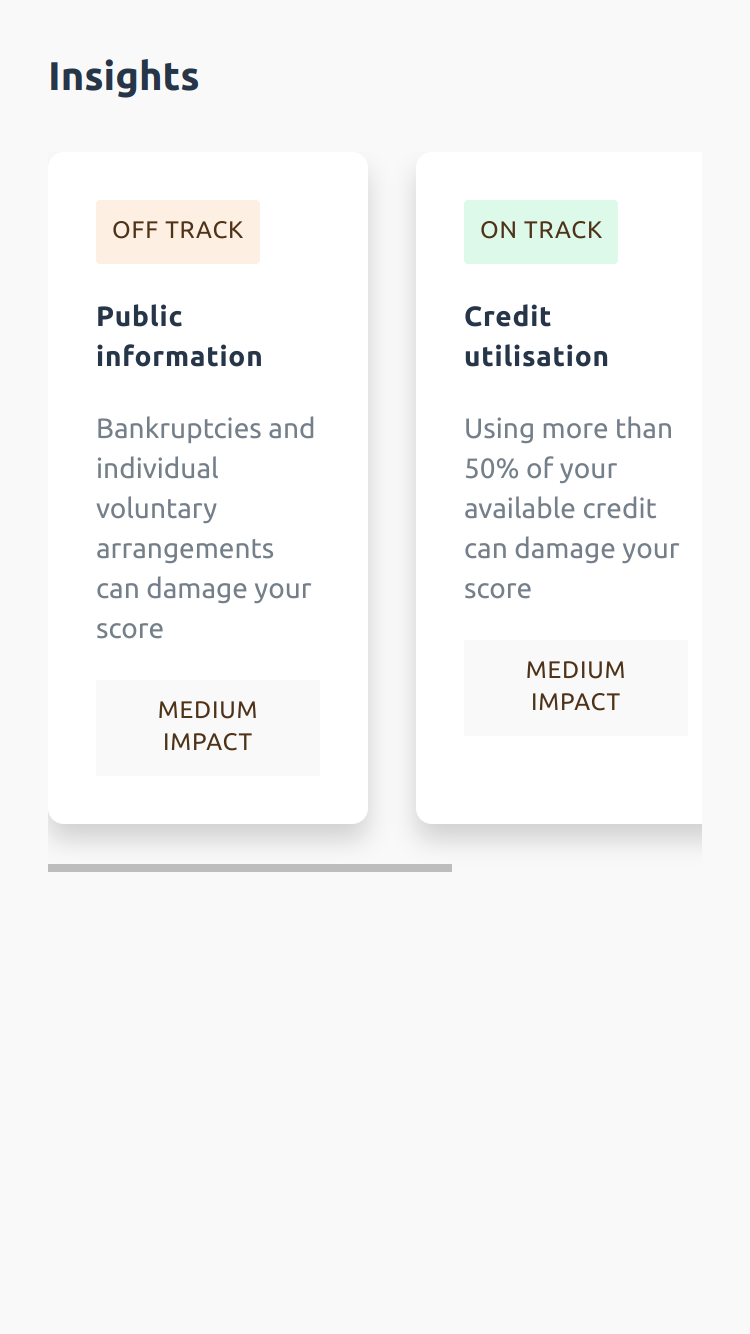 Insights
OFF TRACK
Public
information
Bankruptcies and
individual
voluntary
arrangements
can damage your
score
MEDIUM
IMPACT
ON TRACK
Credit
utilisation
Using more than
50% of your
available credit
can damage your
score
MEDIUM
IMPACT